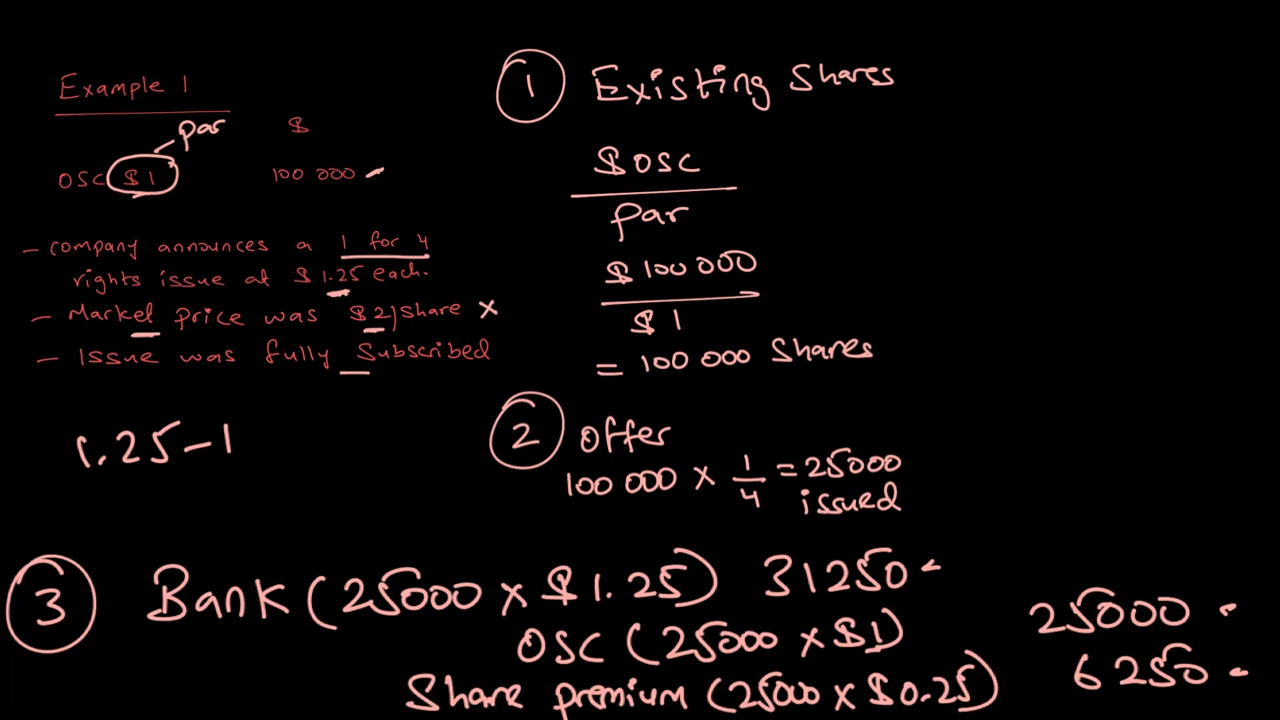 Example 1
par
$
OSC $1 100 000
- Company announces a 1 for 4
rights issue at $1.25 each.
- Market price was $2/share x
- Issue was fully subscribed
1.25-1
1 Existing Shares
$ OSC
par
$ 100 000
$ 1
= 100 000 Shares
2 Offer
100 000 x 1/4 = 25000
issued
3 Bank (25000 x $1.25) 31250
OSC (25000 x $1) 25000
Share premium (25000 x $0.25) 6250